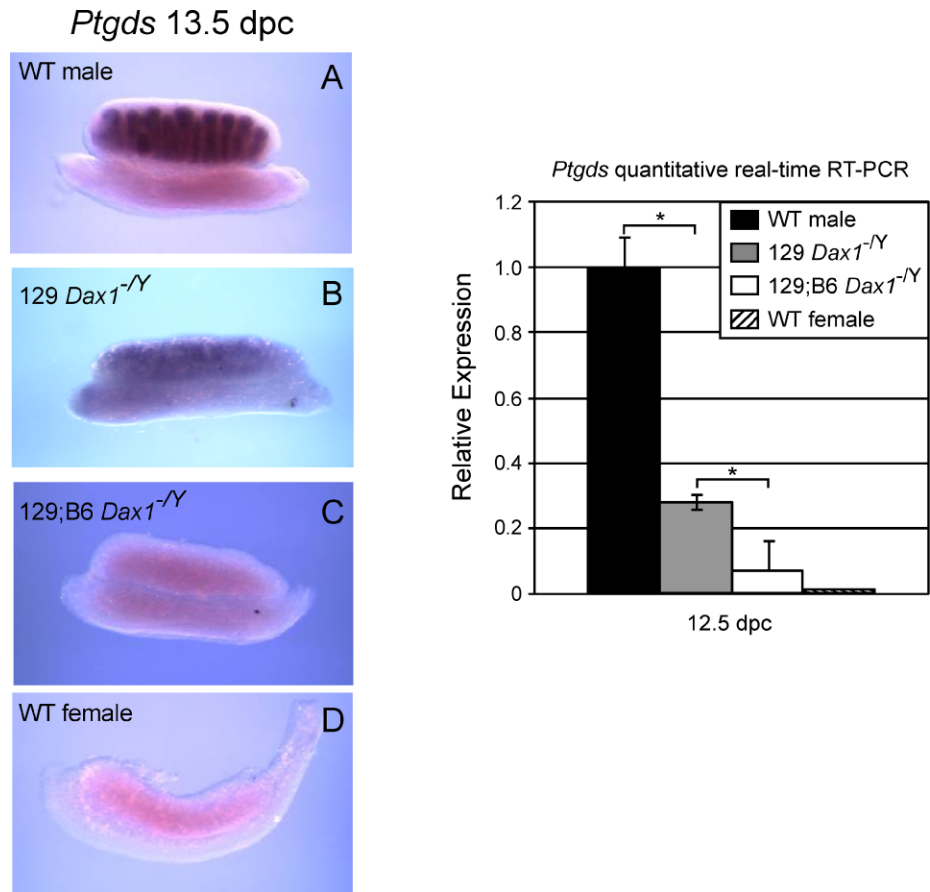 Ptgds 13.5 dpc
WT male
A
129 Dax1-/Y
B
129;B6 Dax1-/Y
C
WT female
D
Ptgds quantitative real-time RT-PCR
Relative Expression
1.2
1.0
0.8
0.6
0.4
0.2
0
*
*
WT male
129 Dax1-/Y
129;B6 Dax1-/Y
WT female
12.5 dpc